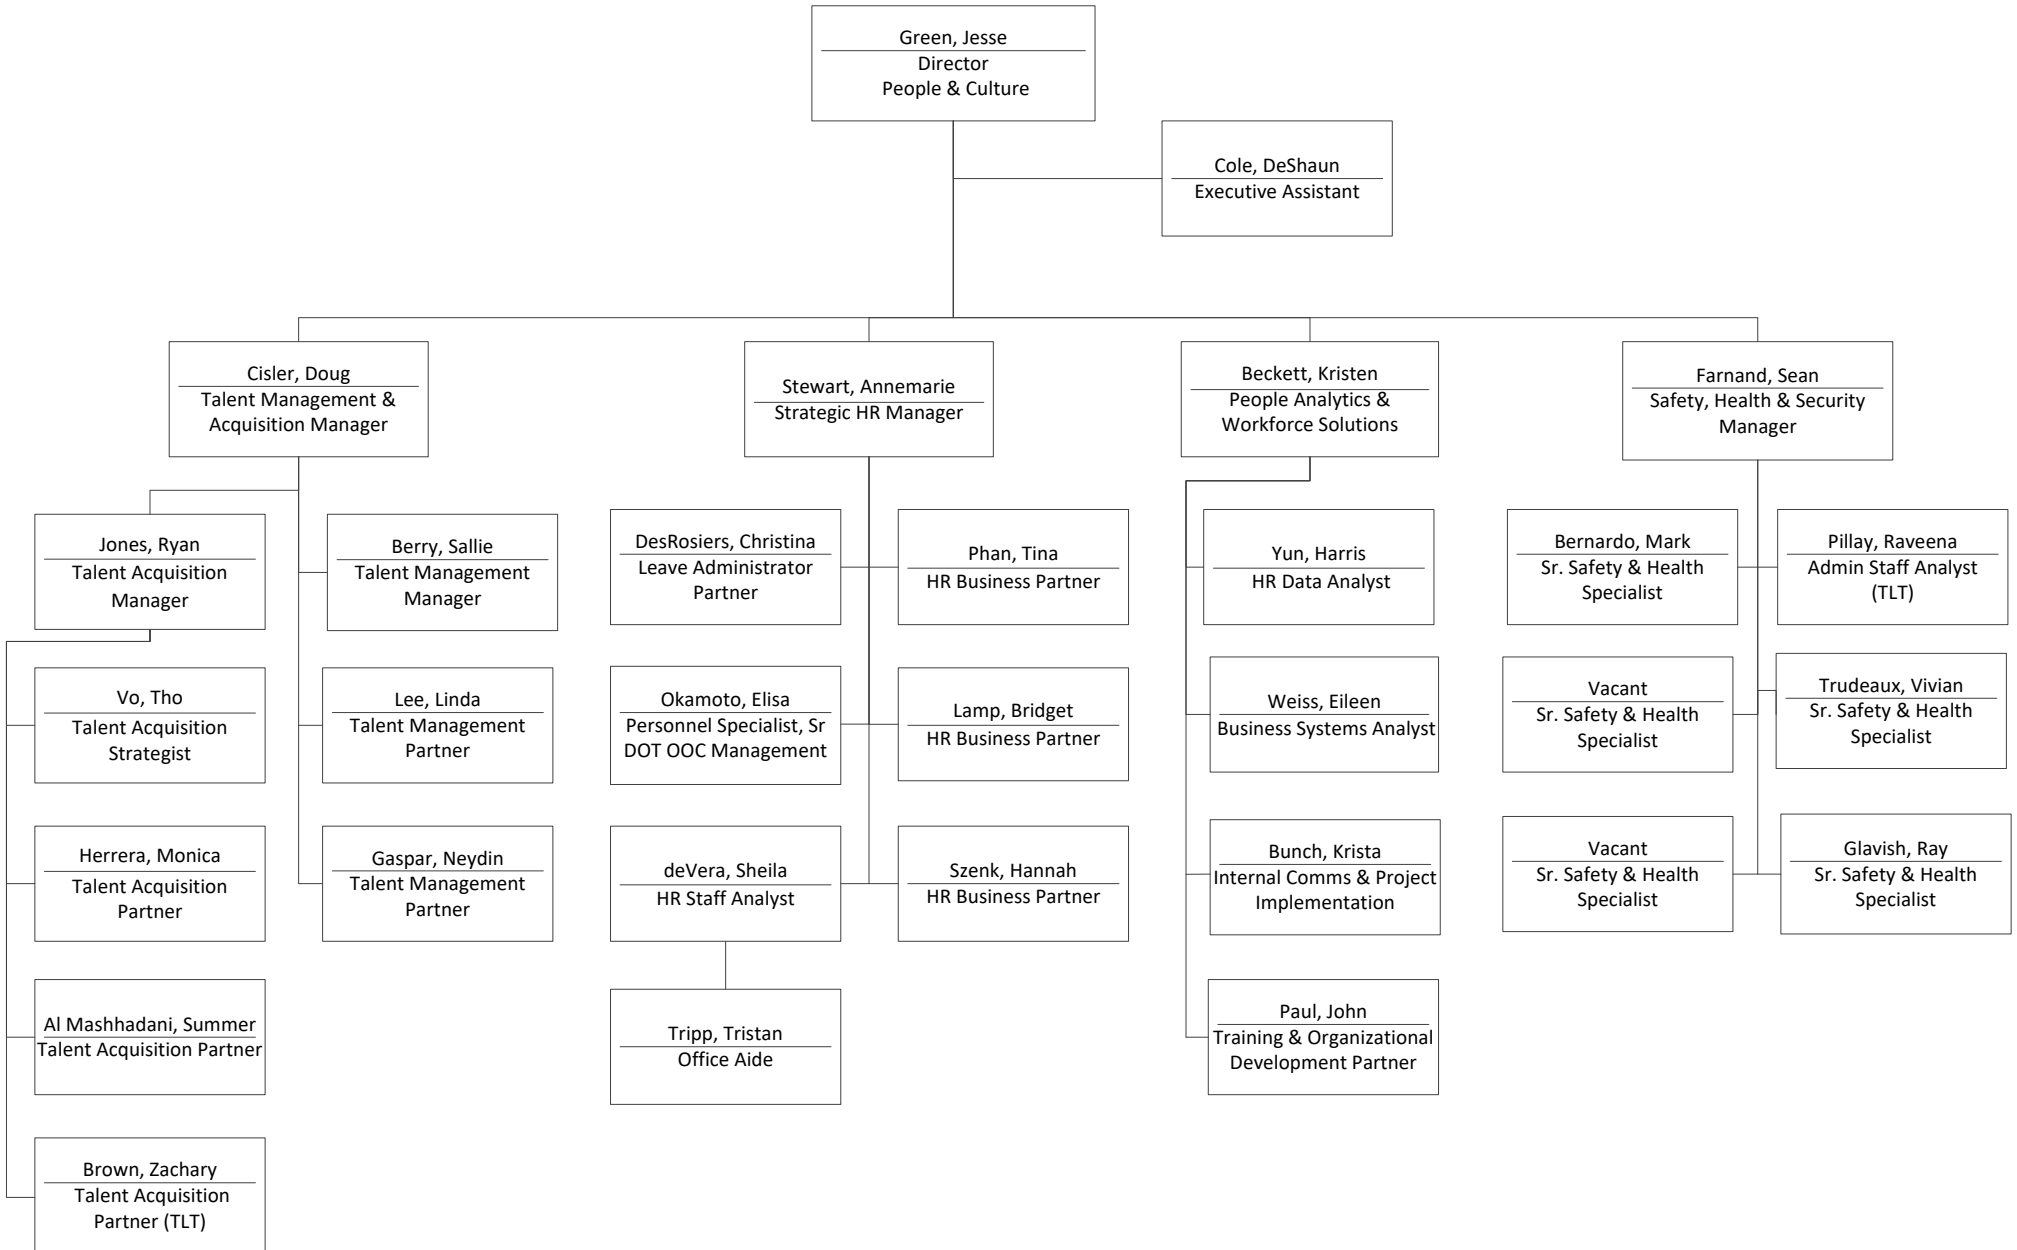 Green, Jesse
Director
People & Culture
Cole, DeShaun
Executive Assistant
Cisler, Doug
Talent Management &
Acquisition Manager
Stewart, Annemarie
Strategic HR Manager
Beckett, Kristen
People Analytics &
Workforce Solutions
Farnand, Sean
Safety, Health & Security
Manager
Jones, Ryan
Talent Acquisition
Manager
Berry, Sallie
Talent Management
Manager
DesRosiers, Christina
Leave Administrator
Partner
Phan, Tina
HR Business Partner
Yun, Harris
HR Data Analyst
Bernardo, Mark
Sr. Safety & Health
Specialist
Pillay, Raveena
Admin Staff Analyst
(TLT)
Vo, Tho
Talent Acquisition
Strategist
Lee, Linda
Talent Management
Partner
Okamoto, Elisa
Personnel Specialist, Sr
DOT OOC Management
Lamp, Bridget
HR Business Partner
Weiss, Eileen
Business Systems Analyst
Vacant
Sr. Safety & Health
Specialist
Trudeaux, Vivian
Sr. Safety & Health
Specialist
Herrera, Monica
Talent Acquisition
Partner
Gaspar, Neydin
Talent Management
Partner
deVera, Sheila
HR Staff Analyst
Szenk, Hannah
HR Business Partner
Bunch, Krista
Internal Comms & Project
Implementation
Vacant
Sr. Safety & Health
Specialist
Glavish, Ray
Sr. Safety & Health
Specialist
Al Mashhadani, Summer
Talent Acquisition Partner
Tripp, Tristan
Office Aide
Paul, John
Training & Organizational
Development Partner
Brown, Zachary
Talent Acquisition
Partner (TLT)